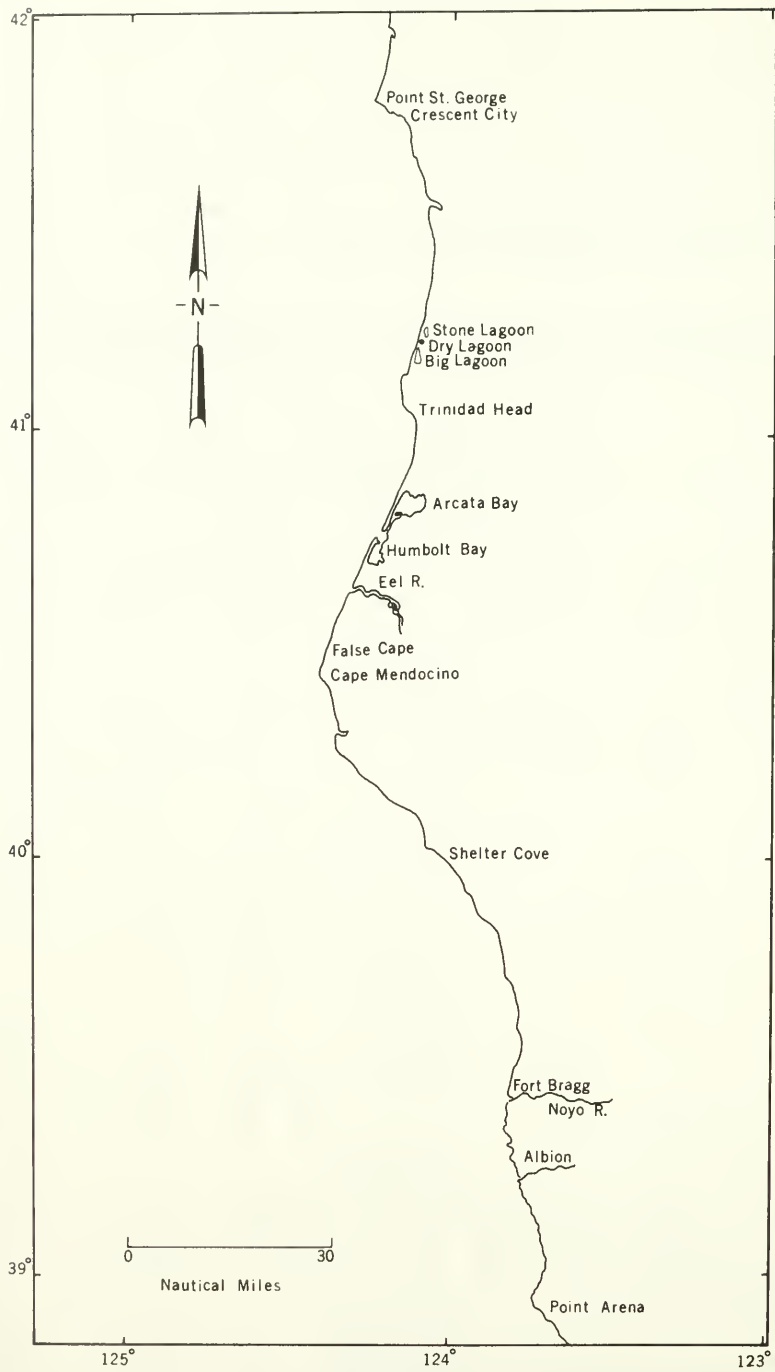 42°
Point St. George
Crescent City
-N-
Stone Lagoon
Dry Lagoon
Big Lagoon
Trinidad Head
41°
Arcata Bay
Humbolt Bay
Eel R.
False Cape
Cape Mendocino
40°
Shelter Cove
Fort Bragg
Noyo R.
Albion
0 30
Nautical Miles
39°
Point Arena
125° 124° 123°